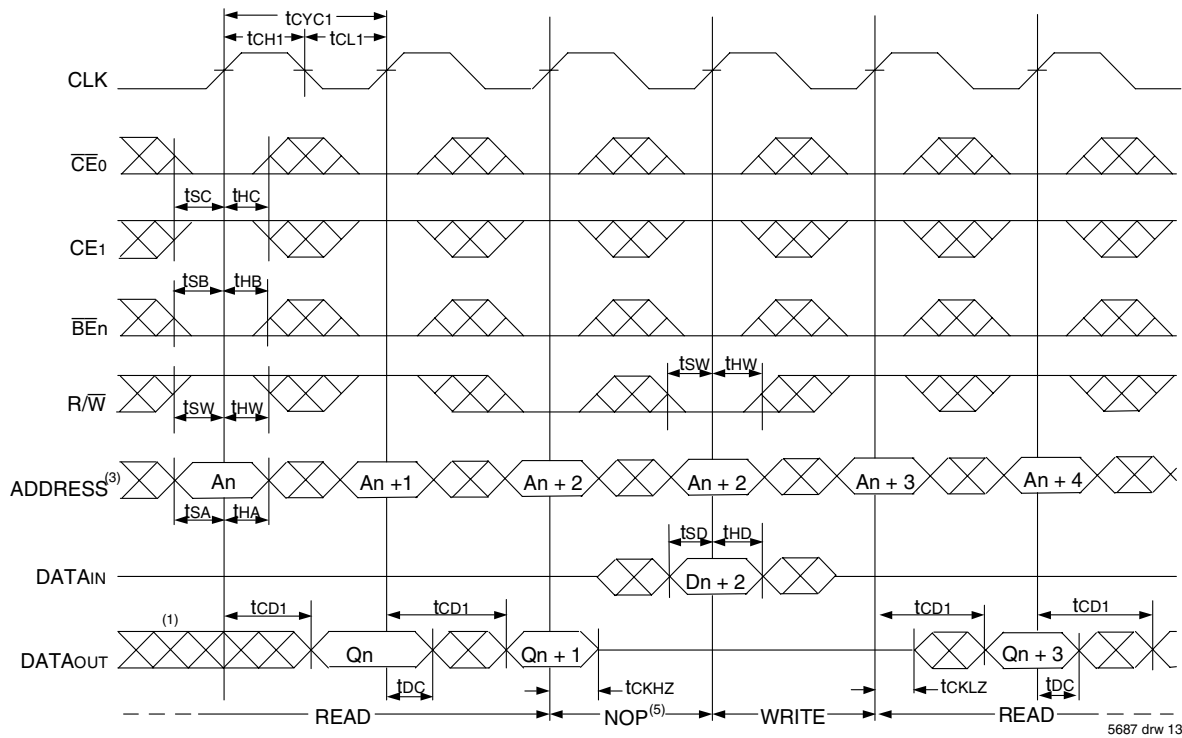 tCYC1
tCH1 tCL1
CLK
CE0
tSC tHC
CE1
tSB tHB
BEn
tSW tHW
R/W
tSW tHW
ADDRESS(3) An An +1 An + 2 An + 2 An + 3 An + 4
tSA tHA
tSD tHD
DATAIN Dn + 2
(1) tCD1 tCD1 tCD1 tCD1
DATAOUT Qn Qn + 1 Qn + 3
tDC tCKHZ tCKLZ tDC
READ NOP(5) WRITE READ
5687 drw 13